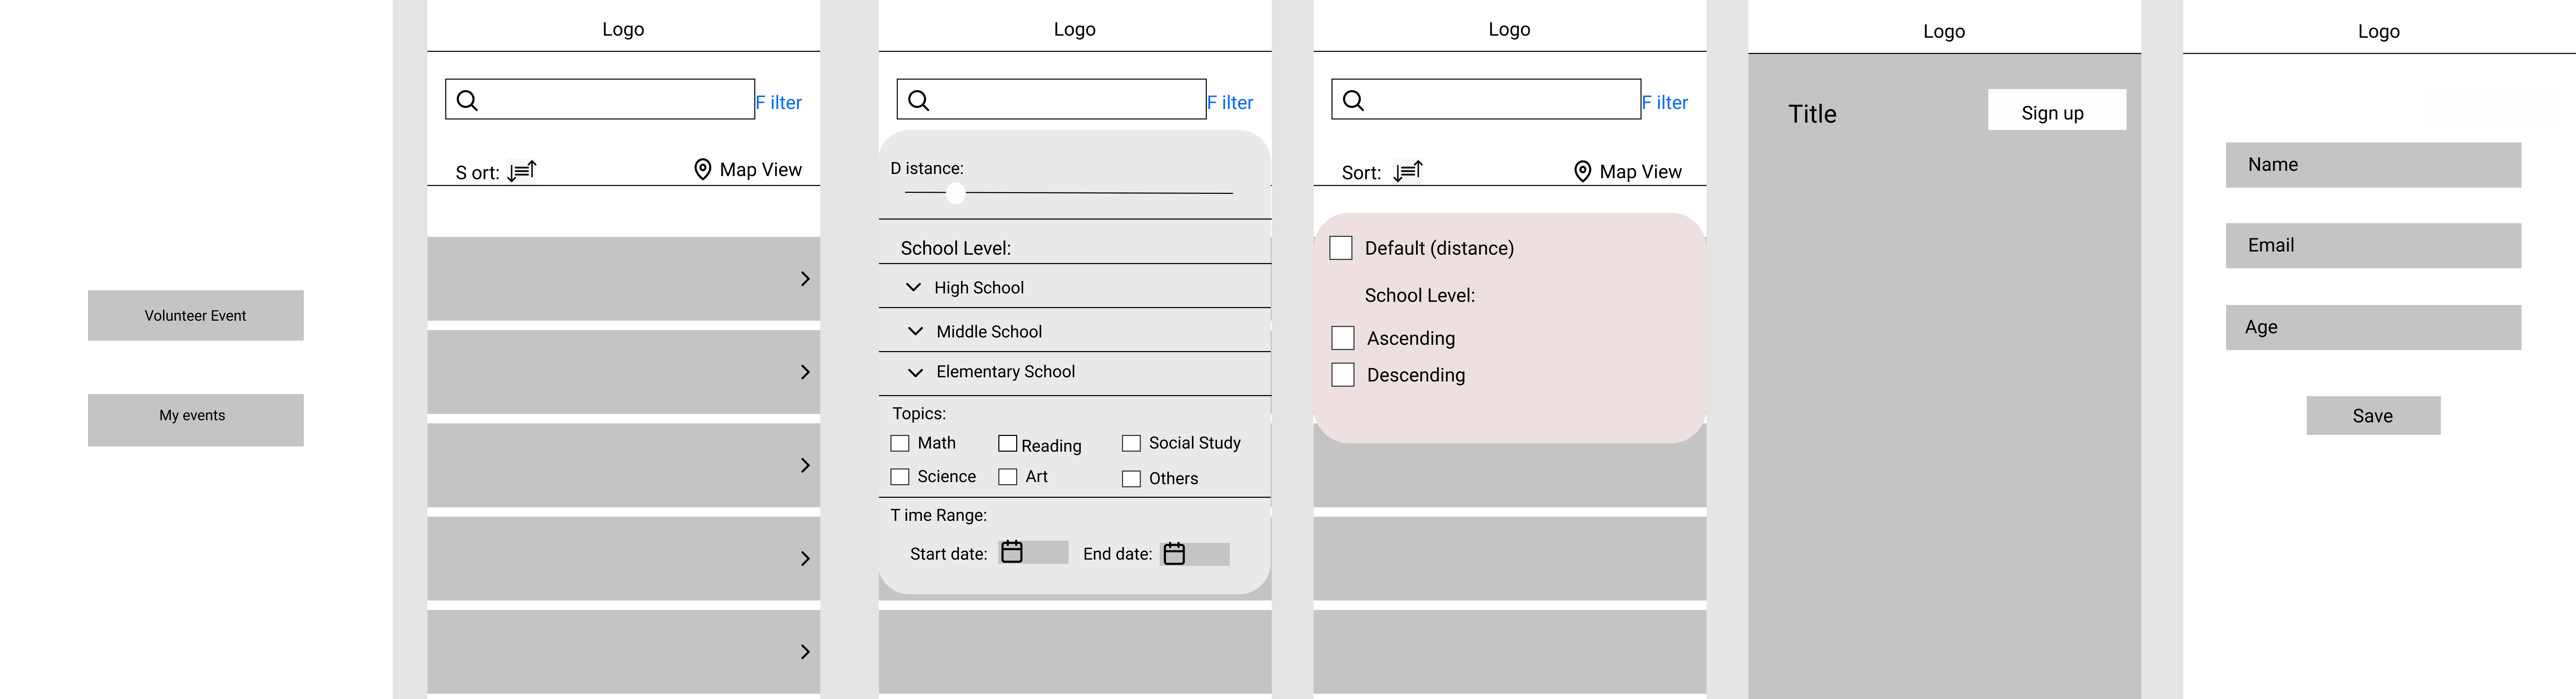 Volunteer Event
My events
Logo
F ilter
S ort:
Map View
Logo
F ilter
D istance:
School Level:
High School
Middle School
Elementary School
Topics:
Math Reading Social Study
Science Art Others
T ime Range:
Start date: End date:
Logo
F ilter
Sort:
Map View
Default (distance)
School Level:
Ascending
Descending
Logo
Title
Sign up
Logo
Name
Email
Age
Save